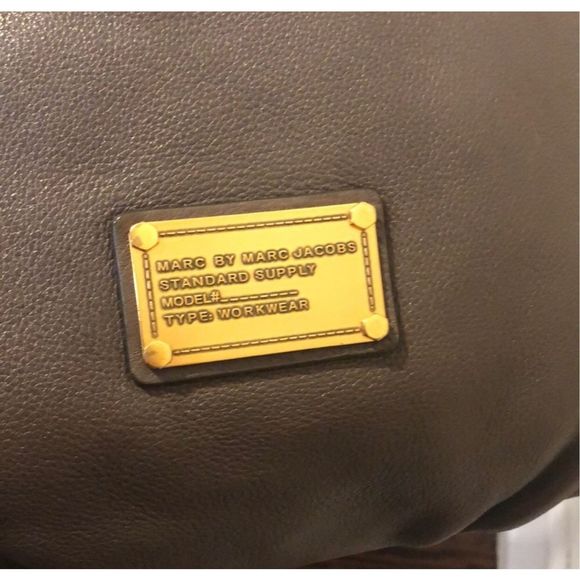 MARC BY MARC JACOBS
STANDARD SUPPLY
MODEL#________
TYPE: WORKWEAR